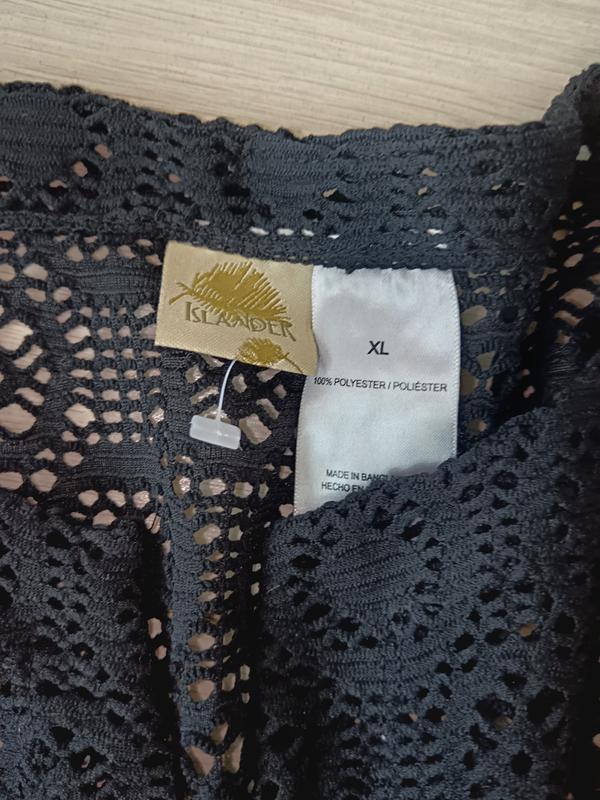 ISLANDER
XL
100% POLYESTER / POLIÉSTER
MADE IN
HECHO EN